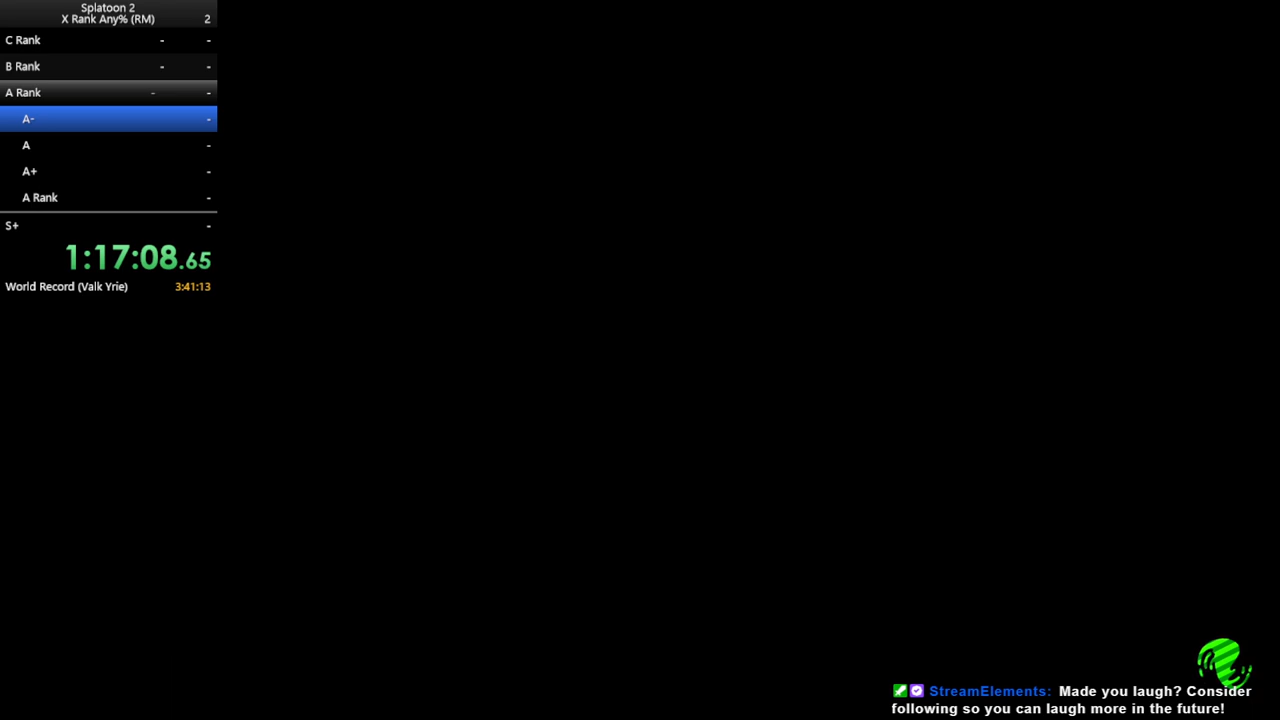 Splatoon 2
X Rank Any% (RM) 2
C Rank - -
B Rank - -
A Rank - -
A- -
A -
A+ -
A Rank -
S+ -
1:17:08.65
World Record (Valk Yrie) 3:41:13
StreamElements: Made you laugh? Consider
following so you can laugh more in the future!